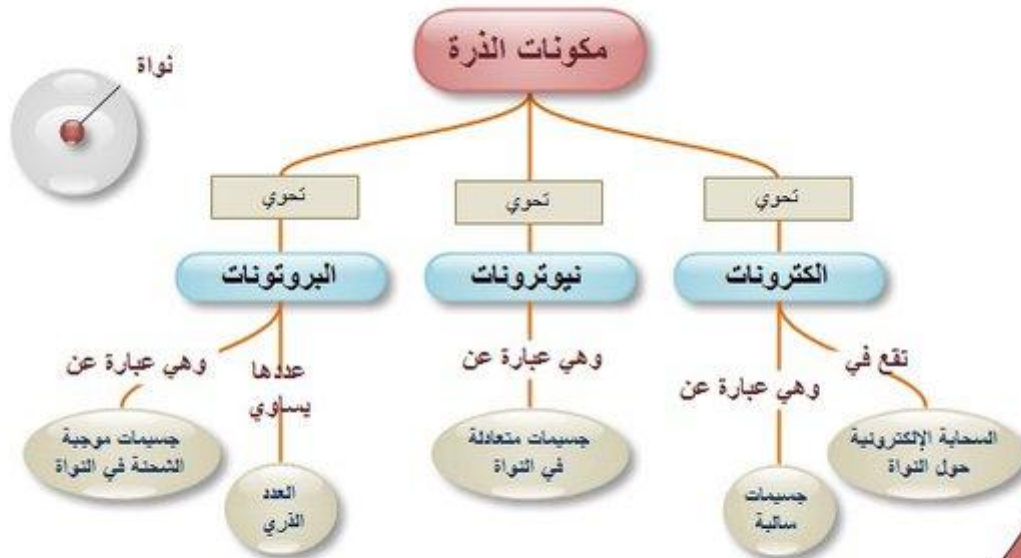 مكونات الذرة
نواة
تحوي
تحوي
تحوي
الكترونات
نيوترونات
البروتونات
تقع في
وهي عبارة عن
وهي عبارة عن
عددها
يساوي
وهي عبارة عن
السحابة الإلكترونية
حول النواة
جسيمات
سالبة
جسيمات متعادلة
في النواة
العدد
الذري
جسيمات موجبة
الشحنة في النواة